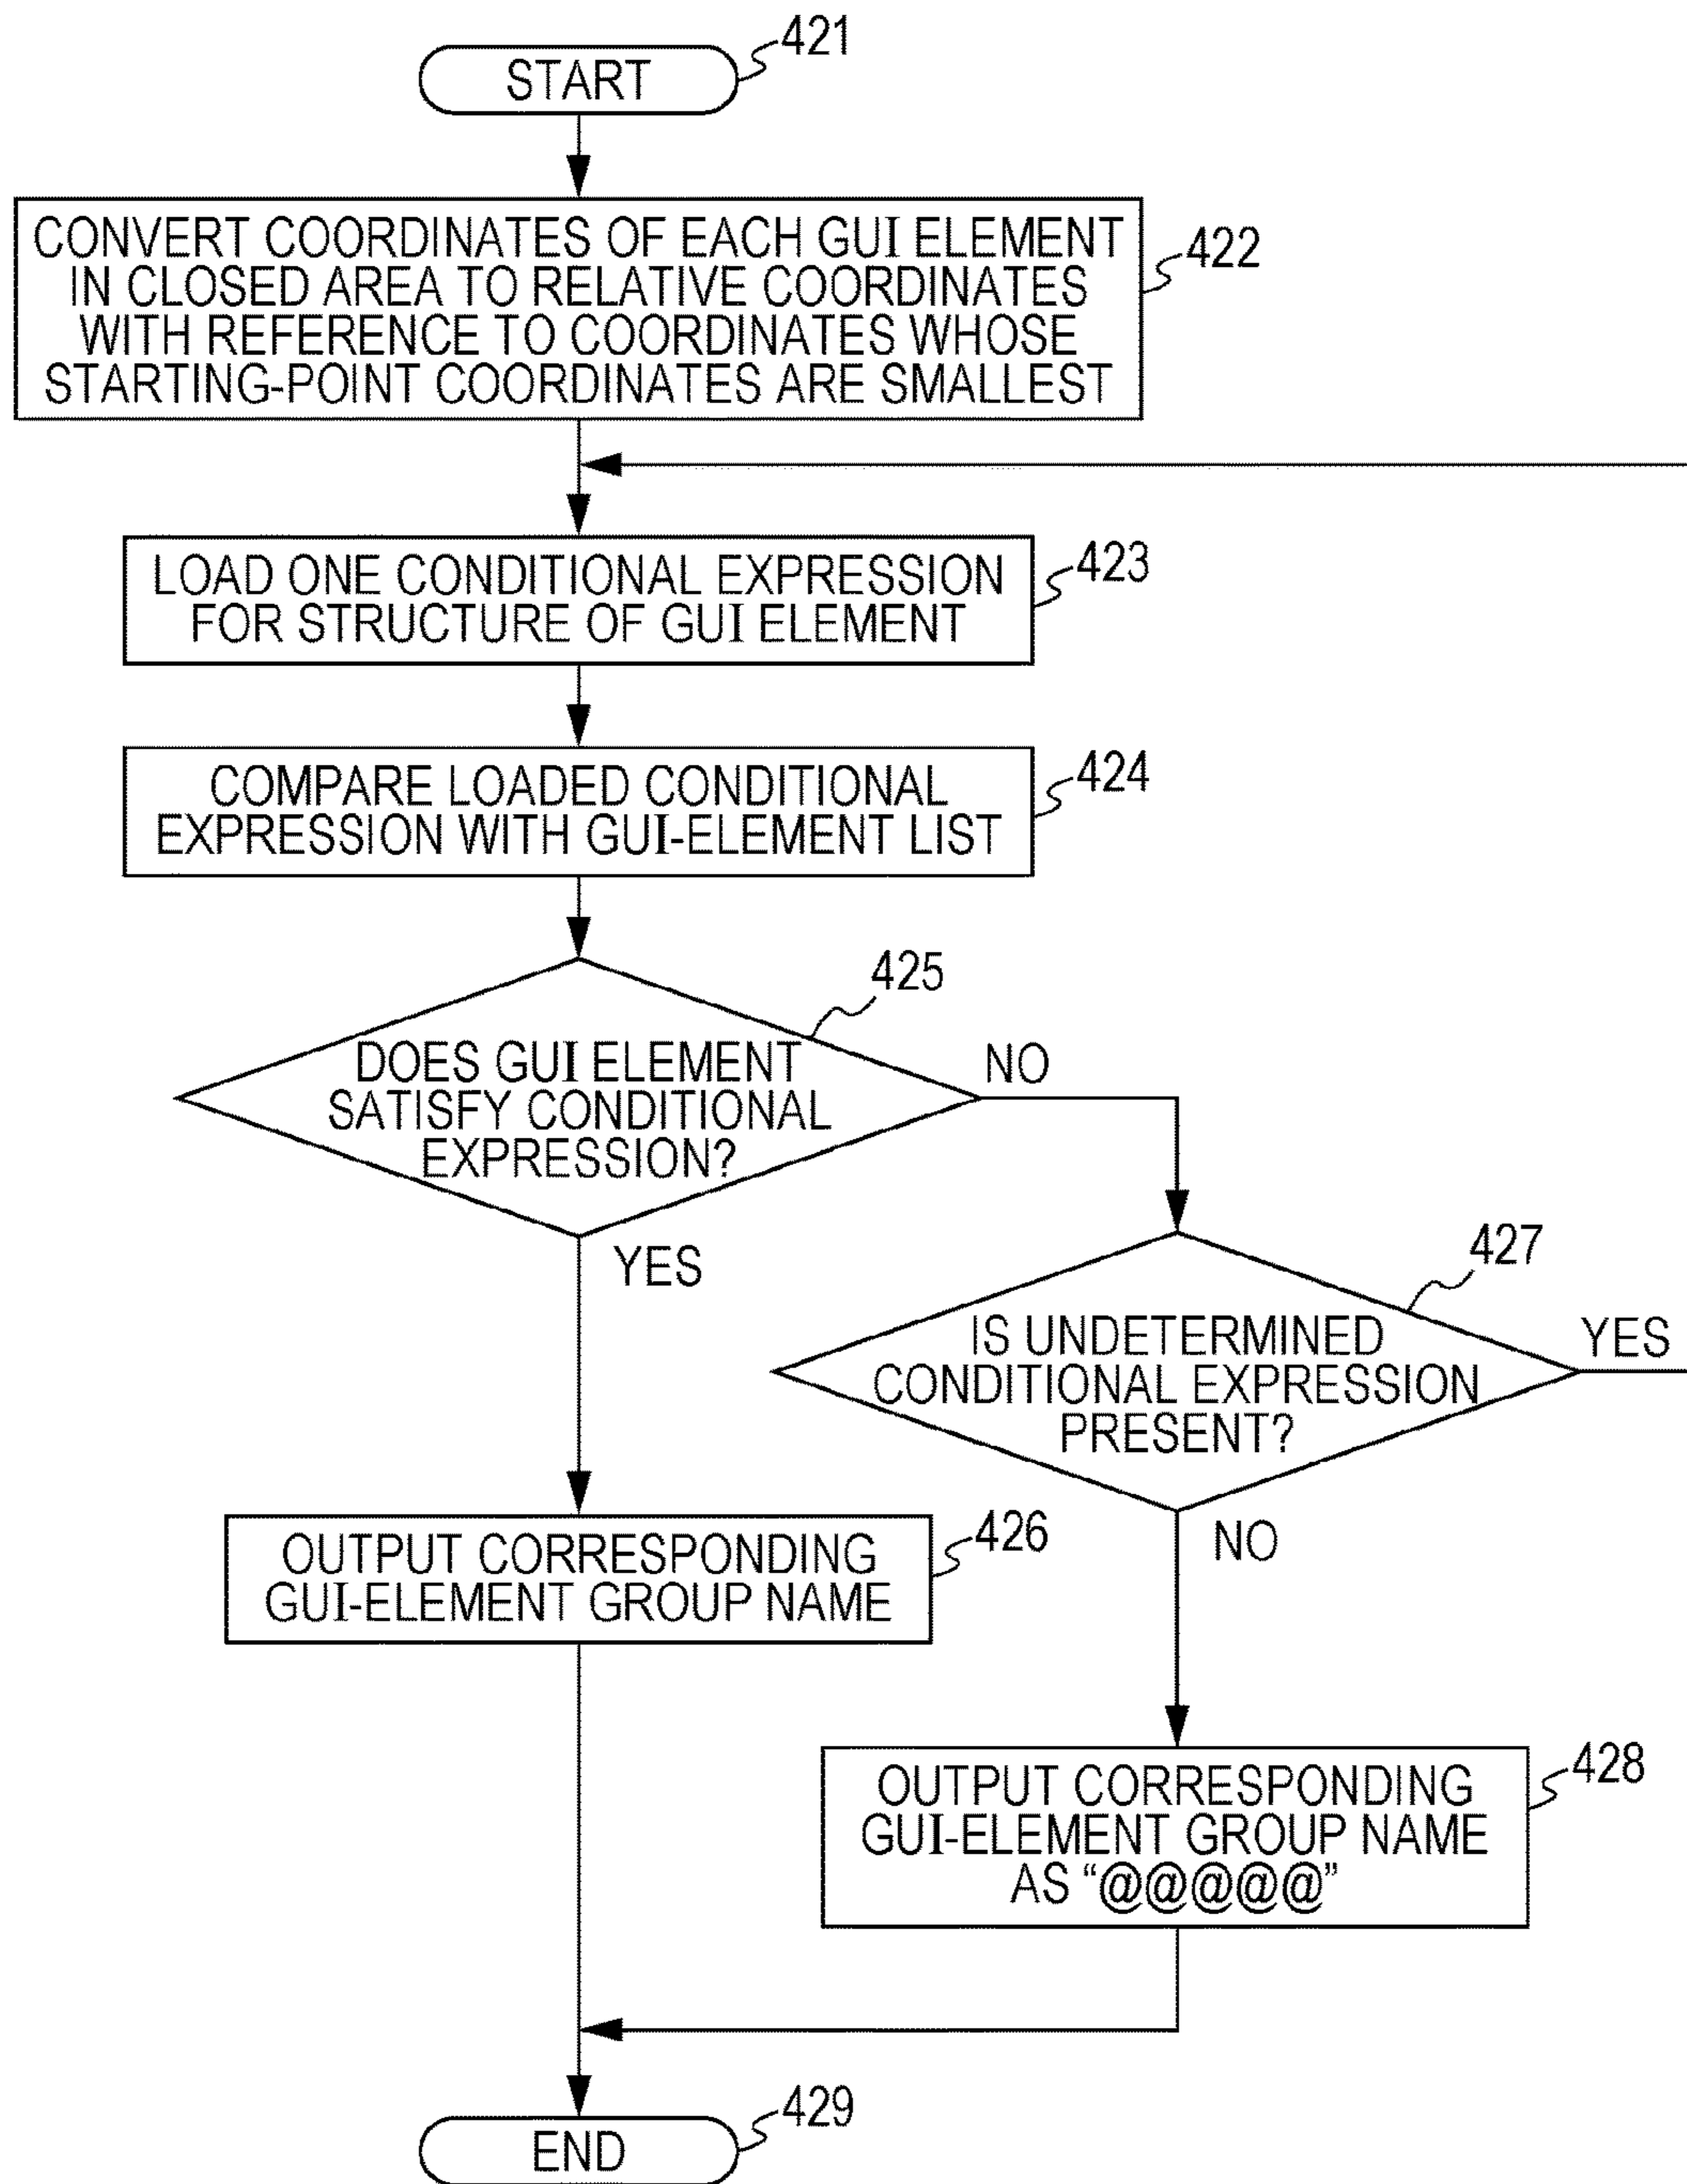 421
START
CONVERT COORDINATES OF EACH GUI ELEMENT
IN CLOSED AREA TO RELATIVE COORDINATES
WITH REFERENCE TO COORDINATES WHOSE
STARTING-POINT COORDINATES ARE SMALLEST
422
LOAD ONE CONDITIONAL EXPRESSION
FOR STRUCTURE OF GUI ELEMENT
423
COMPARE LOADED CONDITIONAL
EXPRESSION WITH GUI-ELEMENT LIST
424
425
DOES GUI ELEMENT
SATISFY CONDITIONAL
EXPRESSION?
NO
YES
427
IS UNDETERMINED
CONDITIONAL EXPRESSION
PRESENT?
YES
NO
OUTPUT CORRESPONDING
GUI-ELEMENT GROUP NAME
426
OUTPUT CORRESPONDING
GUI-ELEMENT GROUP NAME
AS “@@@@@”
428
END
429